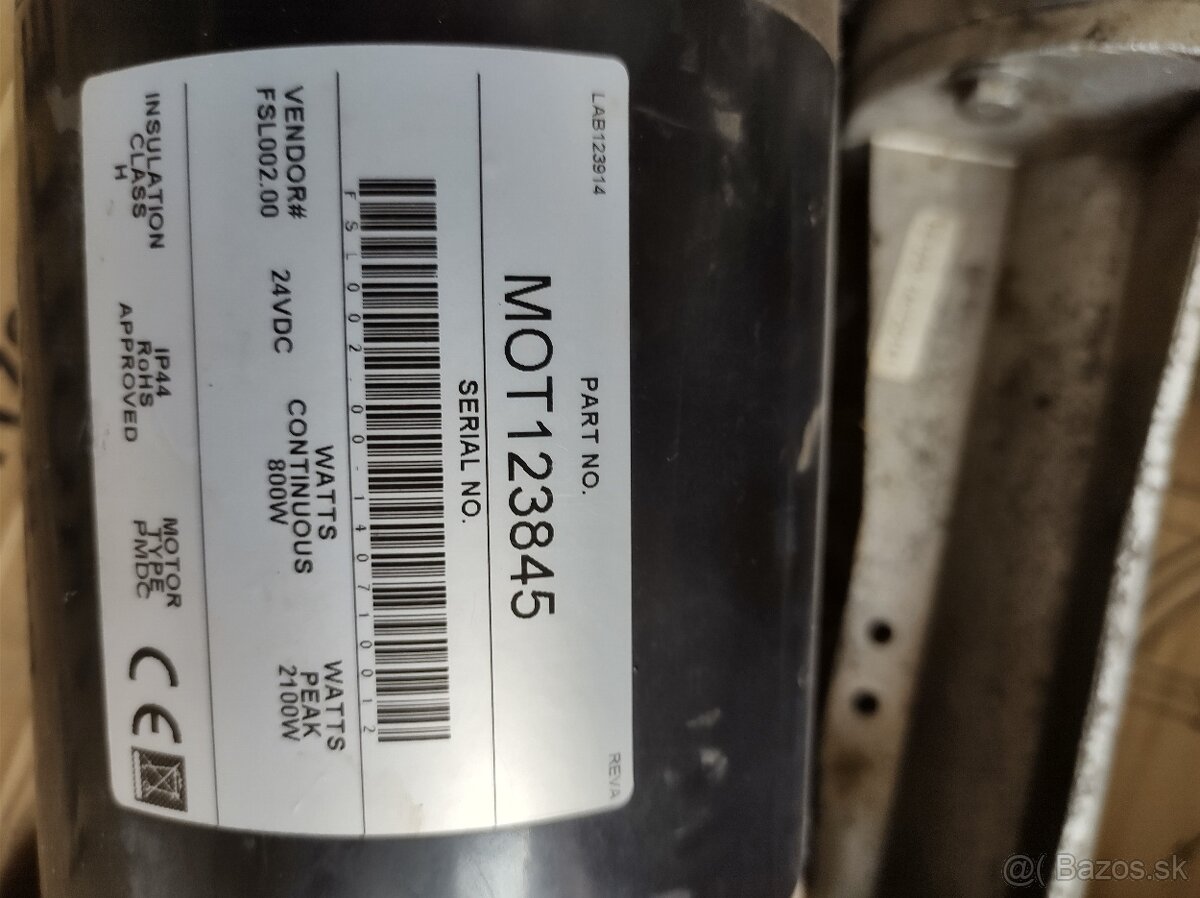 LAB123914
REVA
PART NO.
MOT123845
SERIAL NO.
FSL002.00-140710012
VENDOR#
FSL002.00
24VDC
WATTS
CONTINUOUS
800W
WATTS
PEAK
2100W
INSULATION
CLASS
H
IP44
RoHS
APPROVED
MOTOR
TYPE
PMDC
CE
@( Bazos.sk